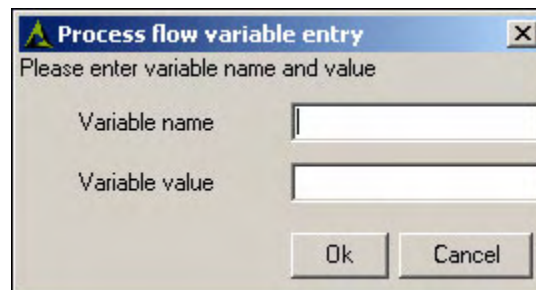 Process flow variable entry
Please enter variable name and value
Variable name
Variable value
Ok Cancel